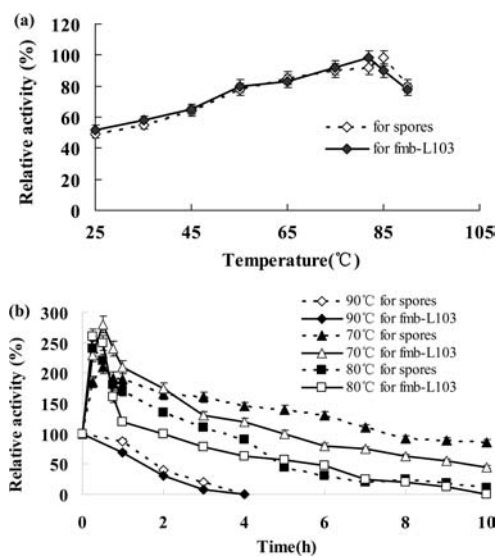 (a)
Relative activity (%)
120
100
80
60
40
20
0
for spores
for fmb-L103
25
45
65
85
105
Temperature(℃)
(b)
Relative activity (%)
300
250
200
150
100
50
0
90℃ for spores
90℃ for fmb-L103
70℃ for spores
70℃ for fmb-L103
80℃ for spores
80℃ for fmb-L103
0
2
4
6
8
10
Time(h)